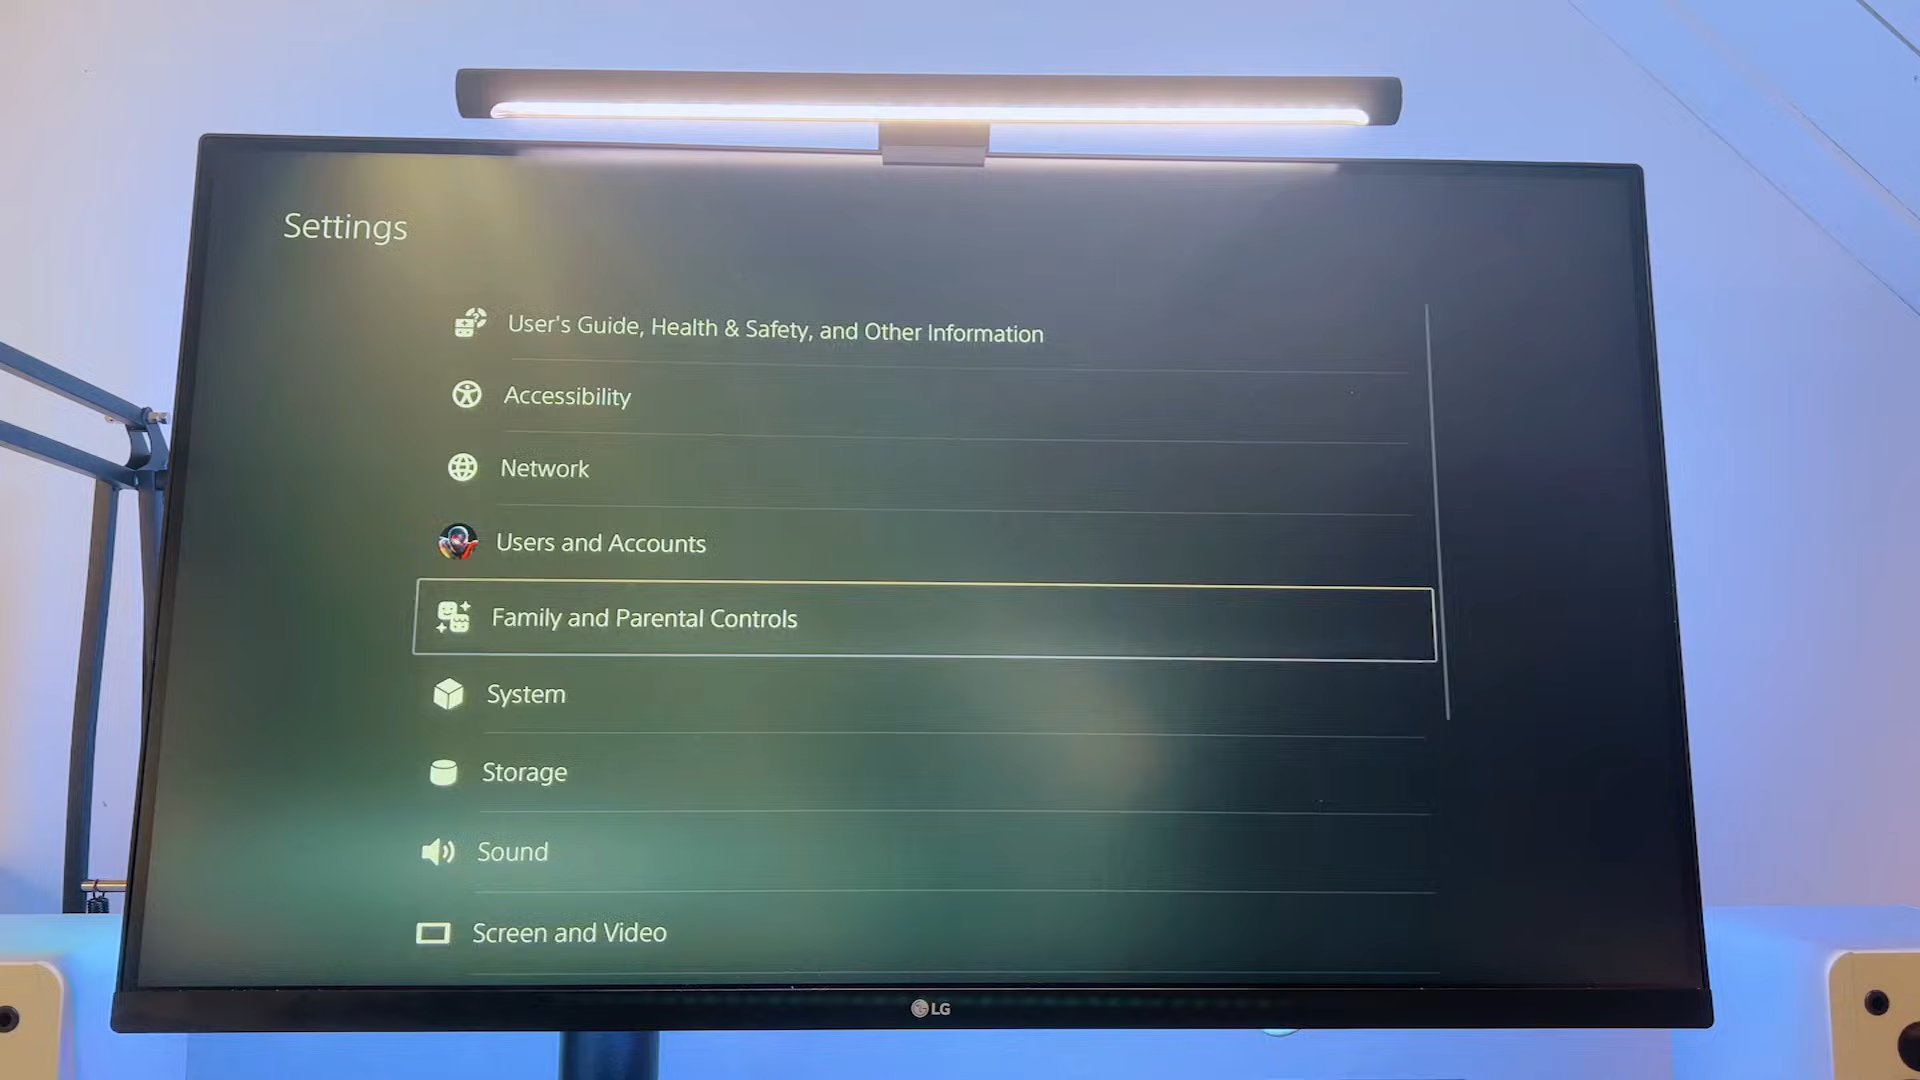 Settings
User's Guide, Health & Safety, and Other Information
Accessibility
Network
Users and Accounts
Family and Parental Controls
System
Storage
Sound
Screen and Video
LG